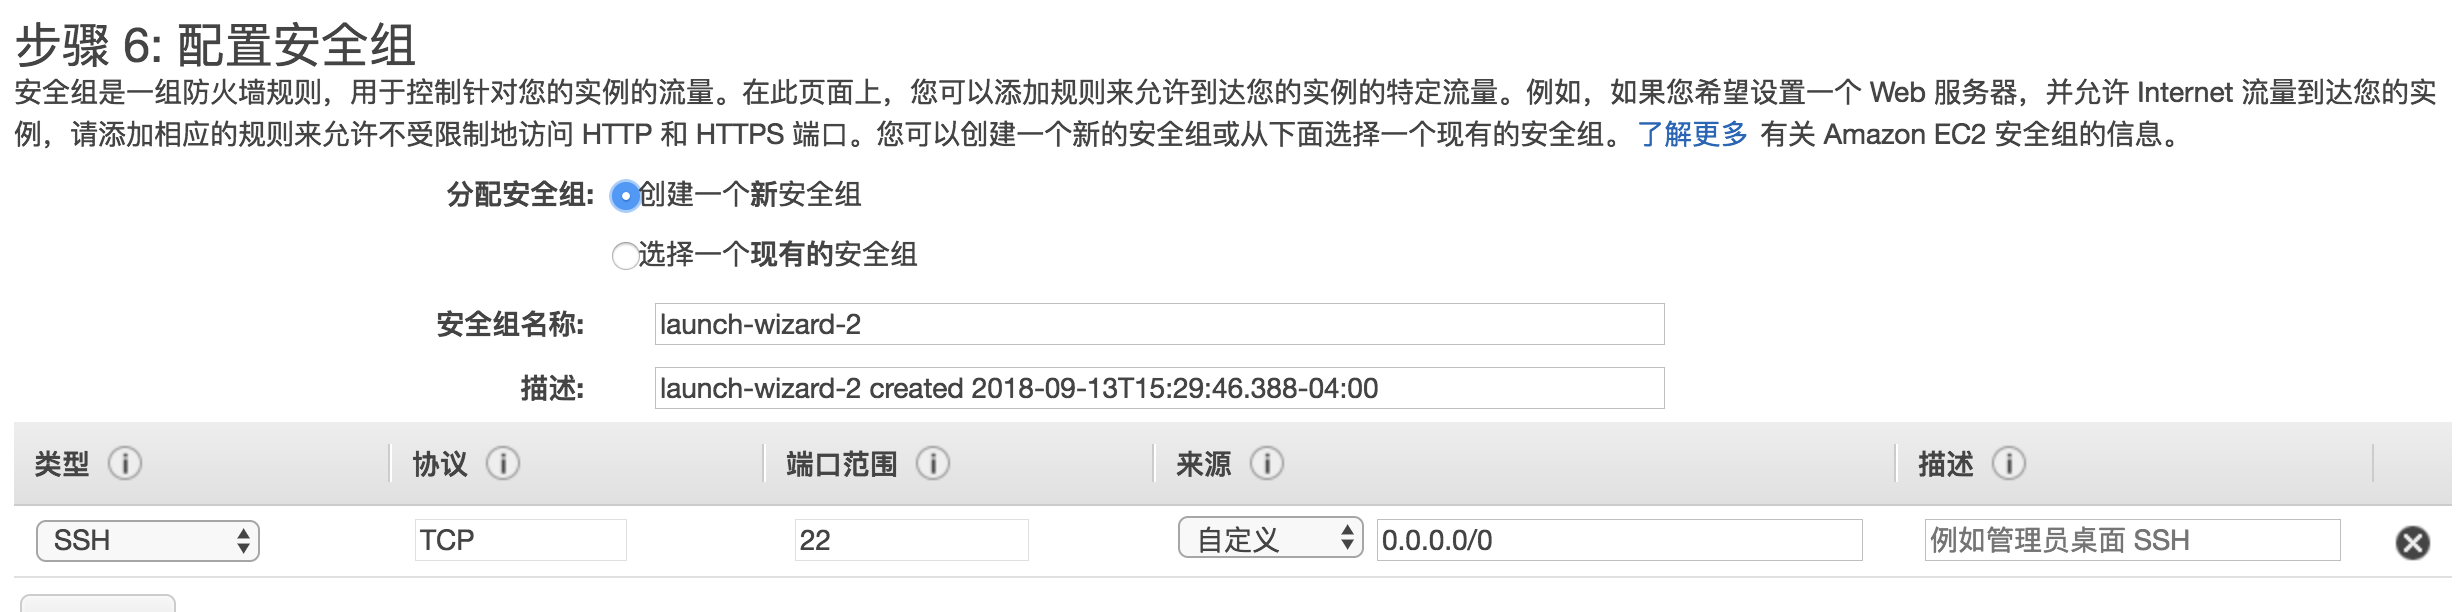 步骤 6: 配置安全组
安全组是一组防火墙规则，用于控制针对您的实例的流量。在此页面上，您可以添加规则来允许到达您的实例的特定流量。例如，如果您希望设置一个 Web 服务器，并允许 Internet 流量到达您的实
例，请添加相应的规则来允许不受限制地访问 HTTP 和 HTTPS 端口。您可以创建一个新的安全组或从下面选择一个现有的安全组。 了解更多 有关 Amazon EC2 安全组的信息。
分配安全组: 创建一个新安全组
选择一个现有的安全组
安全组名称: launch-wizard-2
描述: launch-wizard-2 created 2018-09-13T15:29:46.388-04:00
类型 协议 端口范围 来源 描述
SSH TCP 22 自定义 0.0.0.0/0 例如管理员桌面 SSH